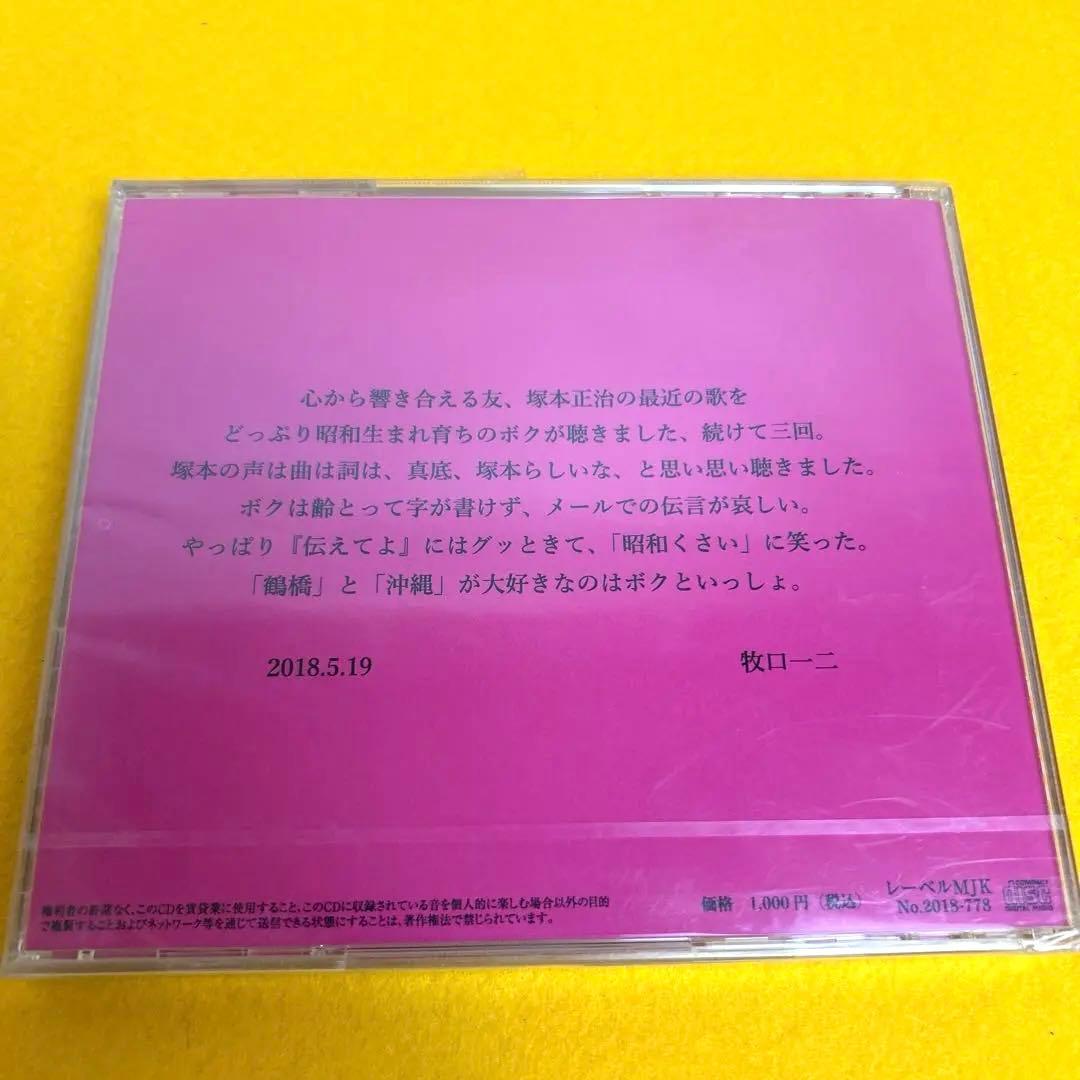 心から響き合える友、塚本正治の最近の歌を
どっぷり昭和生まれ育ちのボクが聴きました、続けて三回。
塚本の声は曲は詞は、真底、塚本らしいな、と思い思い聴きました。
ボクは齢とって字が書けず、メールでの伝言が哀しい。
やっぱり『伝えてよ』にはグッときて、「昭和くさい」に笑った。
「鶴橋」と「沖縄」が大好きなのはボクといっしょ。
2018.5.19 牧口一二
権利者の許諾なく、このCDを賃貸業に使用すること、このCDに収録されている音を個人的に楽しむ場合以外の目的
で複製することおよびネットワーク等を通じて送信できる状態にすることは、著作権法で禁じられています。
価格 1,000円（税込）
レーベルMJK
No.2018-778
COMPACT
DISC
DIGITAL AUDIO